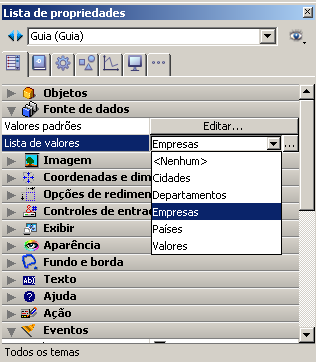 Lista de propriedades
Guia (Guia)
Objetos
Fonte de dados
Valores padrões
Editar...
Lista de valores
Empresas
...
<Nenhum>
Cidades
Departamentos
Empresas
Países
Valores
Imagem
Coordenadas e dim
Opções de redimen
Controles de entrad
Exibir
Aparência
Fundo e borda
Texto
Ajuda
Ação
Eventos
Todos os temas